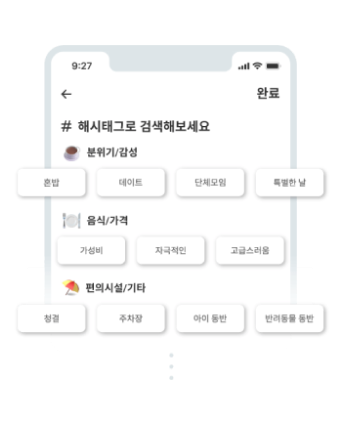 9:27
완료
# 해시태그로 검색해보세요
분위기/감성
혼밥 데이트 단체모임 특별한 날
음식/가격
가성비 자극적인 고급스러움
편의시설/기타
청결 주차장 아이 동반 반려동물 동반